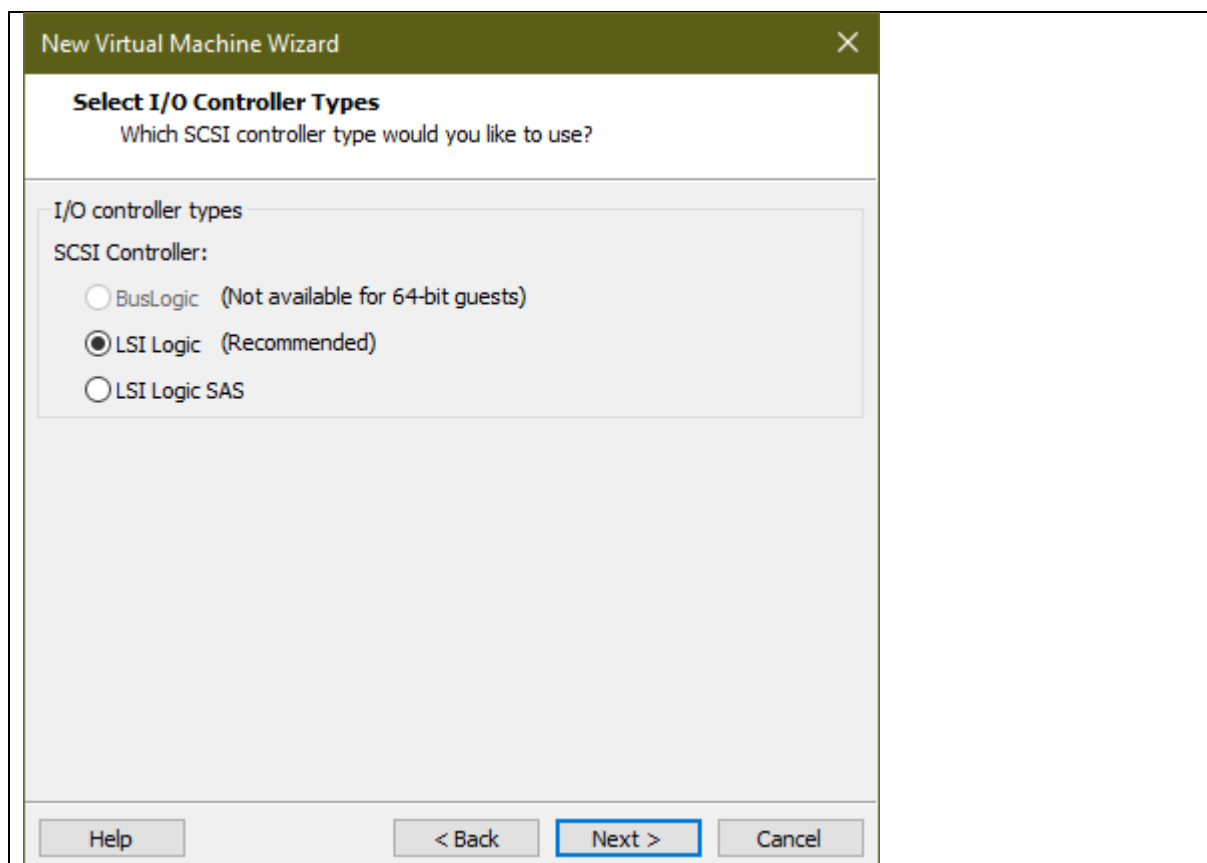 New Virtual Machine Wizard
Select I/O Controller Types
Which SCSI controller type would you like to use?
I/O controller types
SCSI Controller:
BusLogic (Not available for 64-bit guests)
LSI Logic (Recommended)
LSI Logic SAS
Help < Back Next > Cancel